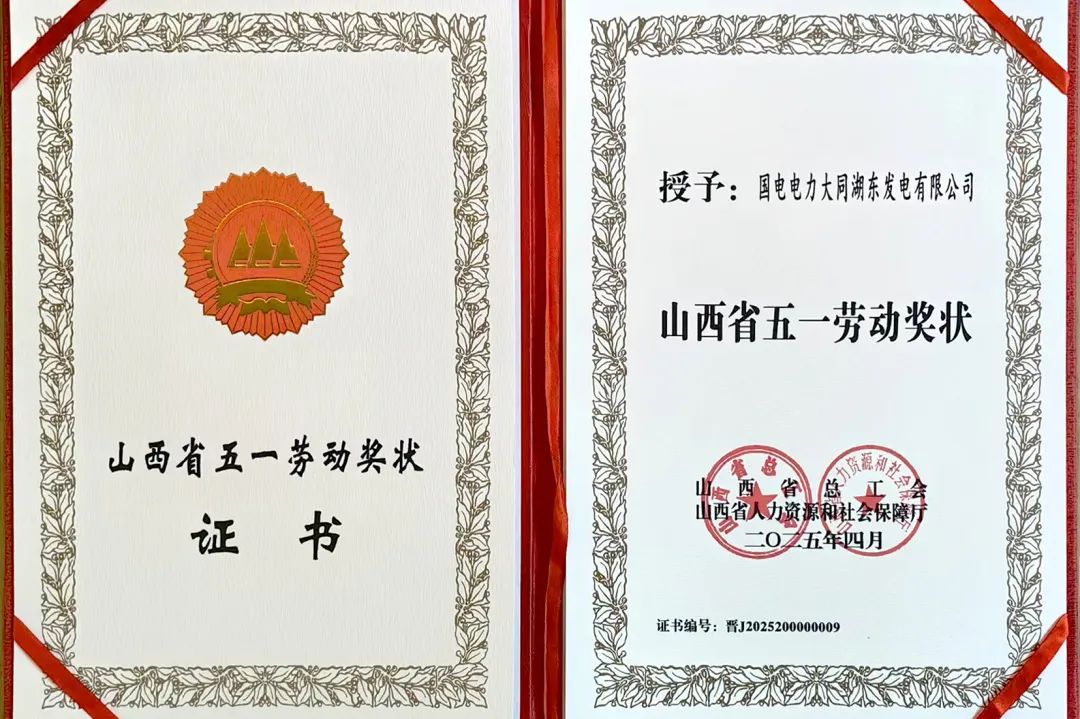 山西省五一劳动奖状
证书
授予：国电电力大同湖东发电有限公司
山西省五一劳动奖状
山西省总工会
山西省人力资源和社会保障厅
二〇二五年四月
证书编号：晋J2025200000009